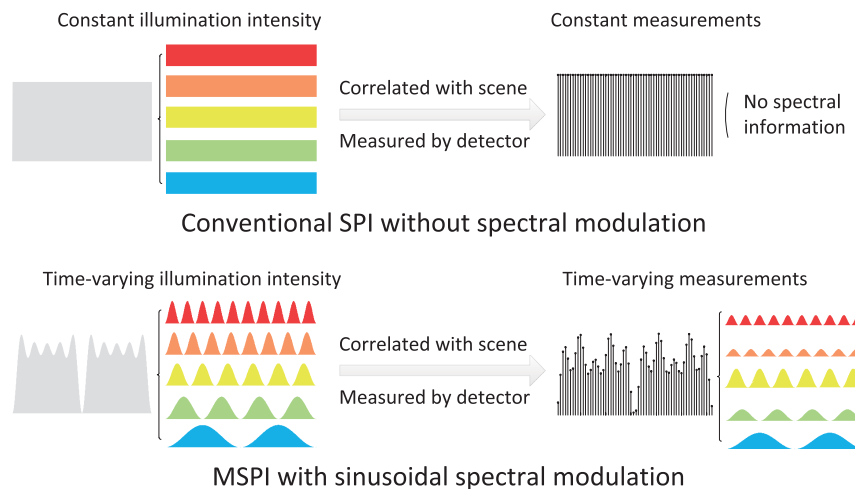 Constant illumination intensity
Constant measurements
Correlated with scene
Measured by detector
No spectral
information
Conventional SPI without spectral modulation
Time-varying illumination intensity
Time-varying measurements
Correlated with scene
Measured by detector
MSPI with sinusoidal spectral modulation